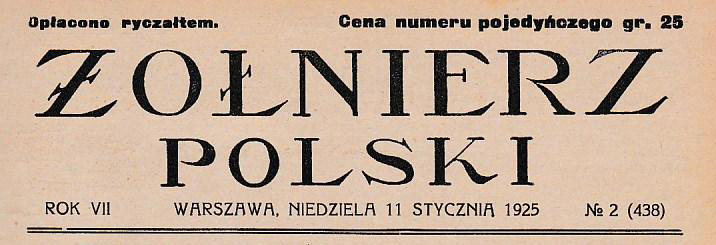 Opłacono ryczałtem. Cena numeru pojedyńczego gr. 25
ŻOŁNIERZ
POLSKI
ROK VII WARSZAWA, NIEDZIELA 11 STYCZNIA 1925 № 2 (438)